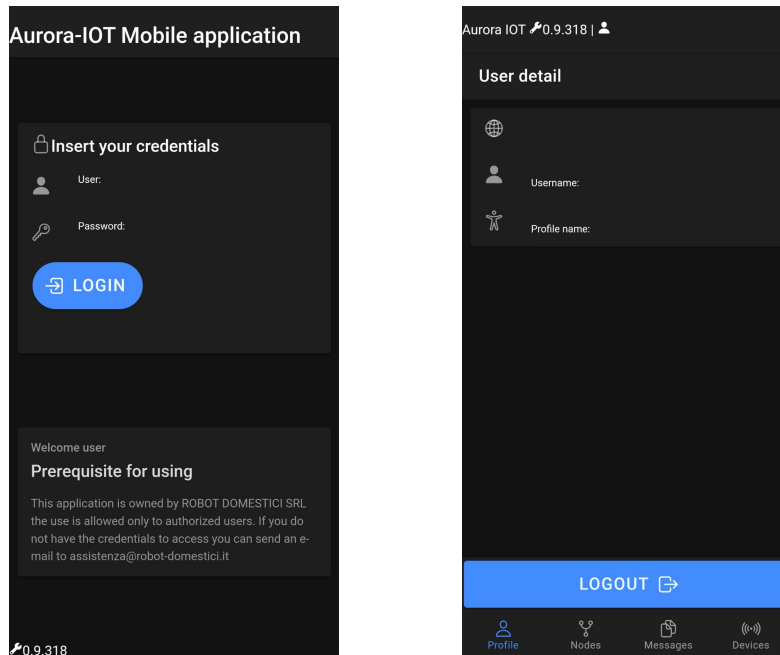 Aurora-IOT Mobile application
Insert your credentials
User:
Password:
LOGIN
Welcome user
Prerequisite for using
This application is owned by ROBOT DOMESTICI SRL
the use is allowed only to authorized users. If you do
not have the credentials to access you can send an e-
mail to assistenza@robot-domestici.it
0.9.318
Aurora IOT 0.9.318 |
User detail
Username:
Profile name:
LOGOUT
Profile Nodes Messages Devices